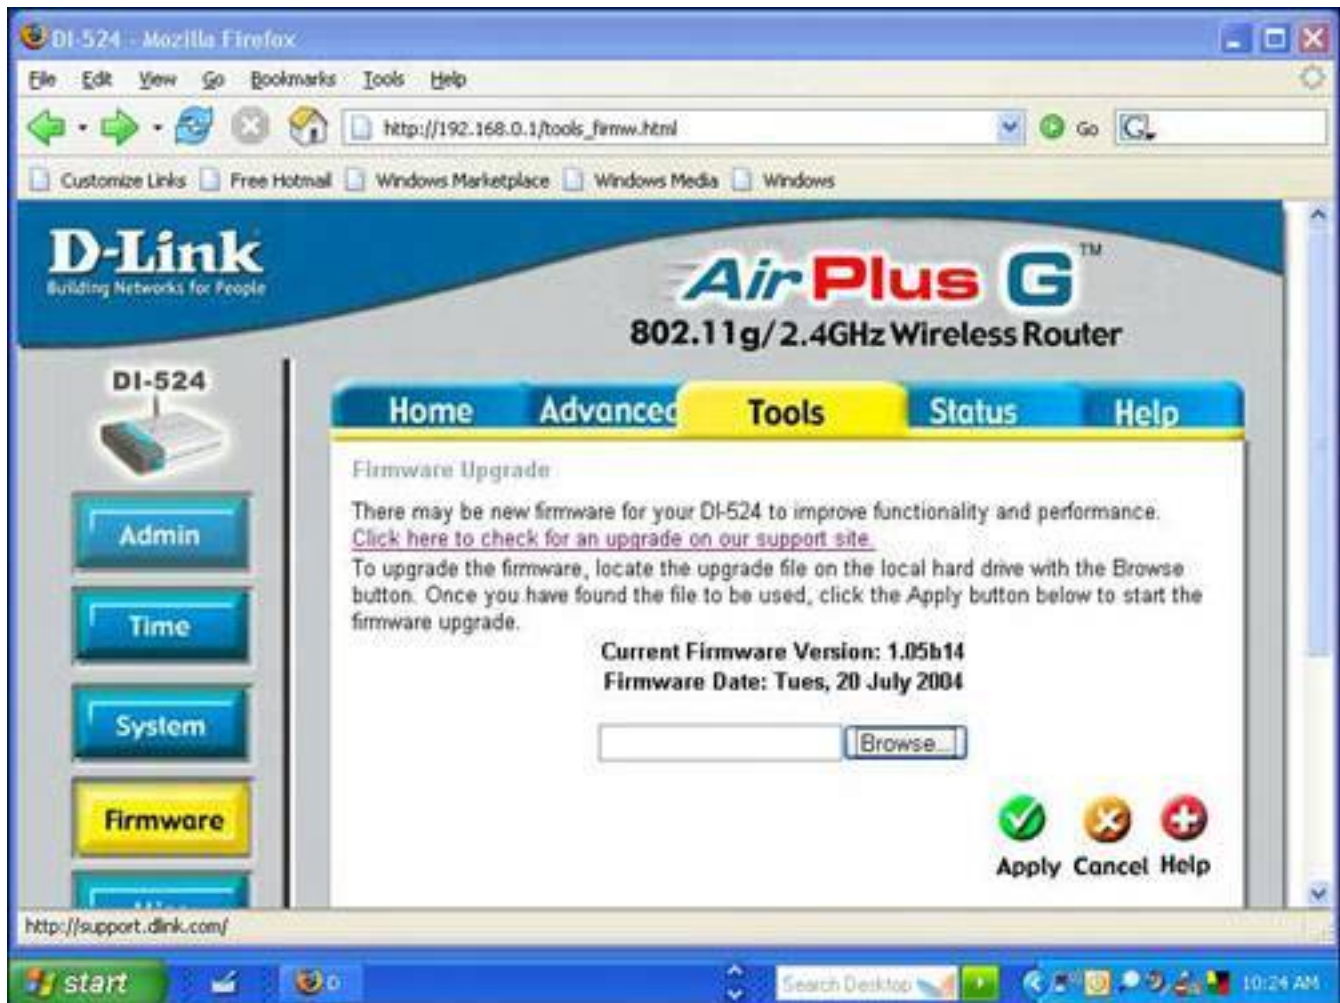 DI-524 - Mozilla Firefox
File Edit View Go Bookmarks Tools Help
http://192.168.0.1/tools_firmw.html Go G
Customize Links Free Hotmail Windows Marketplace Windows Media Windows
D-Link
Building Networks for People
Air Plus G ™
802.11g/2.4GHz Wireless Router
DI-524
Home Advanced Tools Status Help
Admin
Time
System
Firmware
Firmware Upgrade
There may be new firmware for your DI-524 to improve functionality and performance.
Click here to check for an upgrade on our support site.
To upgrade the firmware, locate the upgrade file on the local hard drive with the Browse
button. Once you have found the file to be used, click the Apply button below to start the
firmware upgrade.
Current Firmware Version: 1.05b14
Firmware Date: Tues, 20 July 2004
Browse...
Apply Cancel Help
http://support.dlink.com/
start D Search Desktop 10:24 AM